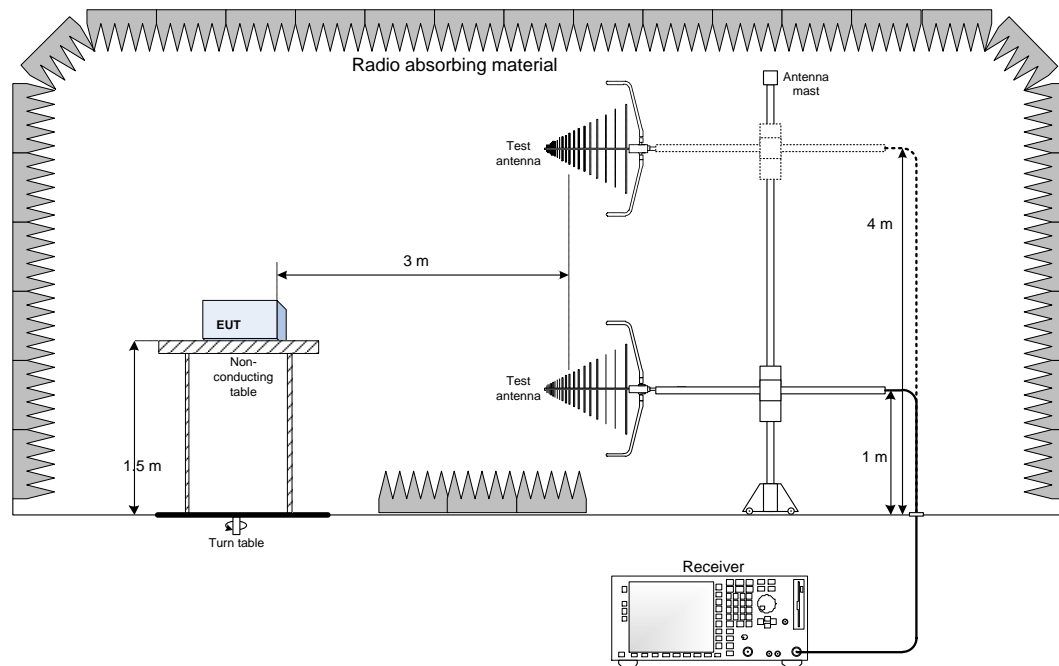 Radio absorbing material
Antenna
mast
Test
antenna
4 m
3 m
EUT
Non-
conducting
table
Test
antenna
1.5 m
1 m
Turn table
Receiver